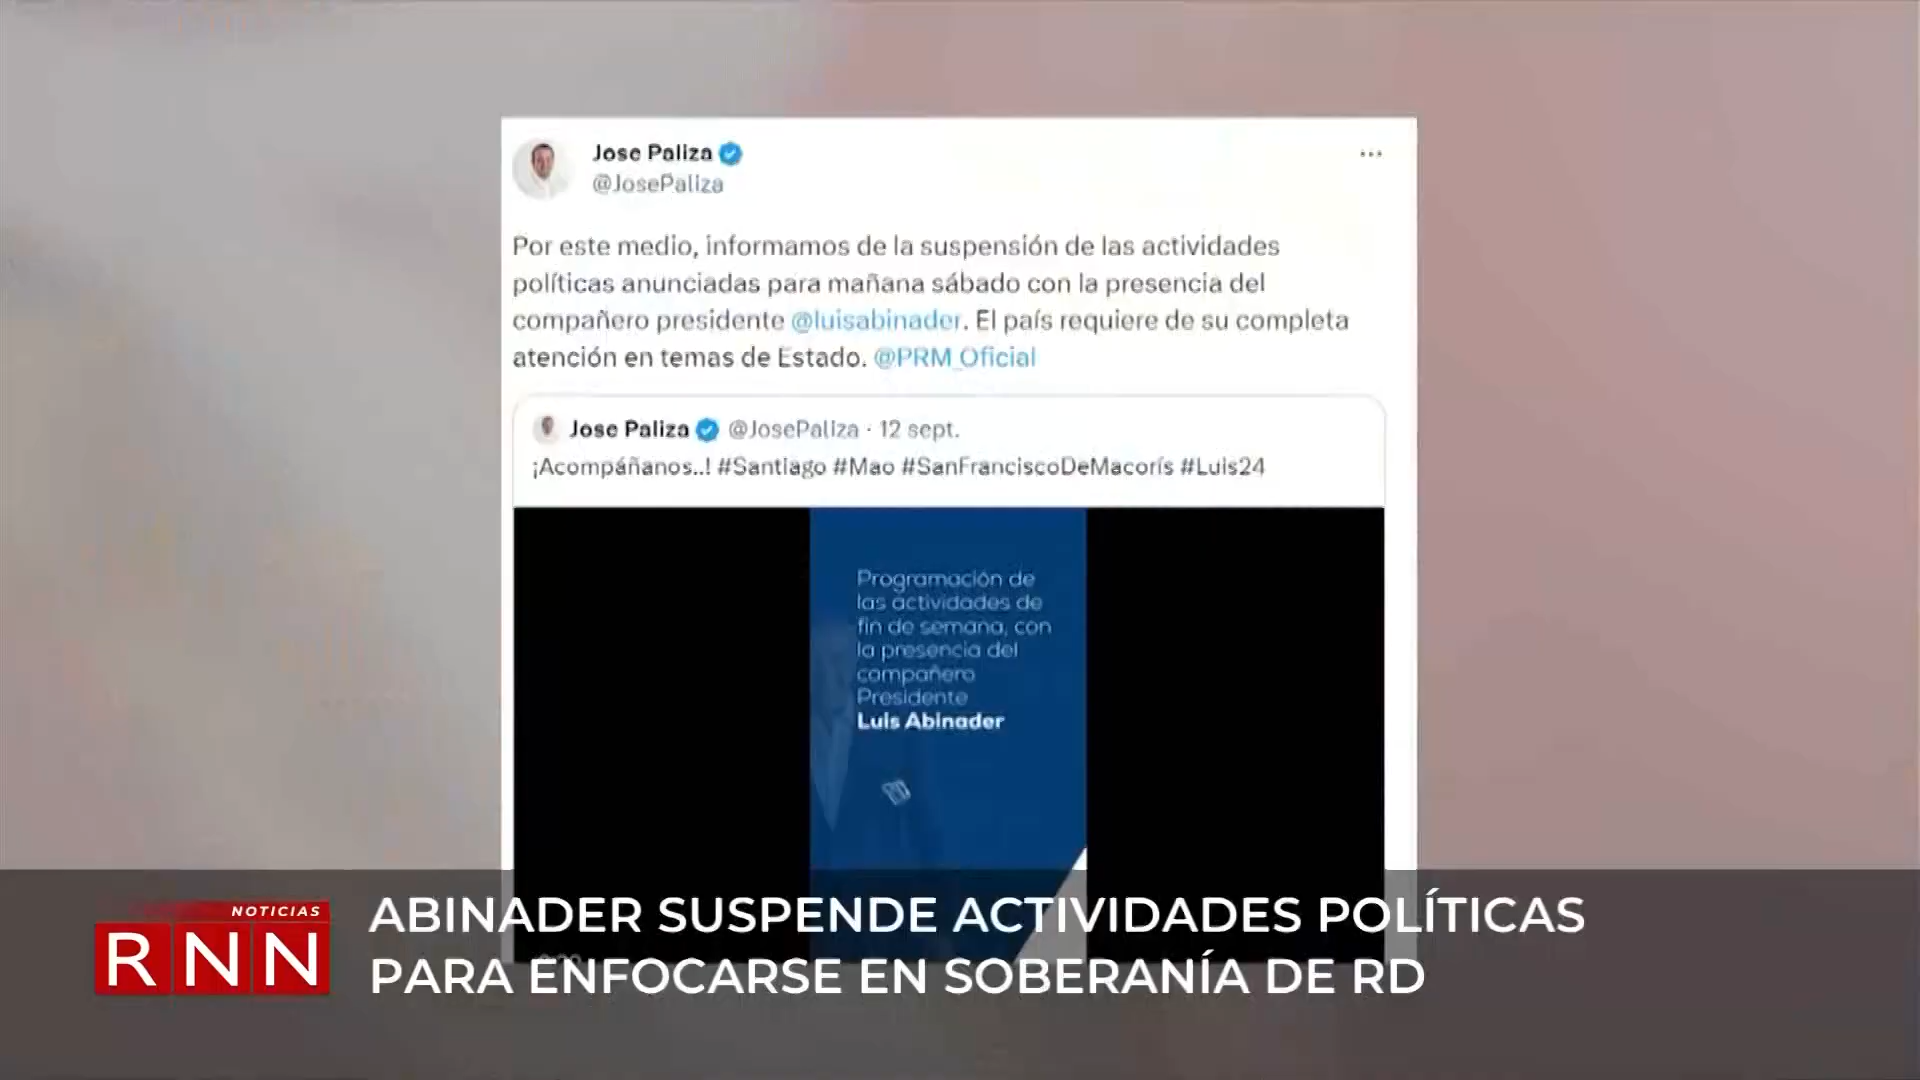 Jose Paliza
@JosePaliza
Por este medio, informamos de la suspensión de las actividades
políticas anunciadas para mañana sábado con la presencia del
compañero presidente @luisabinader. El país requiere de su completa
atención en temas de Estado. @PRM_Oficial
Jose Paliza @JosePaliza · 12 sept.
¡Acompáñanos..! #Santiago #Mao #SanFranciscoDeMacorís #Luis24
Programación de
las actividades de
fin de semana, con
la presencia del
compañero
Presidente
Luis Abinader
NOTICIAS
RNN
ABINADER SUSPENDE ACTIVIDADES POLÍTICAS
PARA ENFOCARSE EN SOBERANÍA DE RD